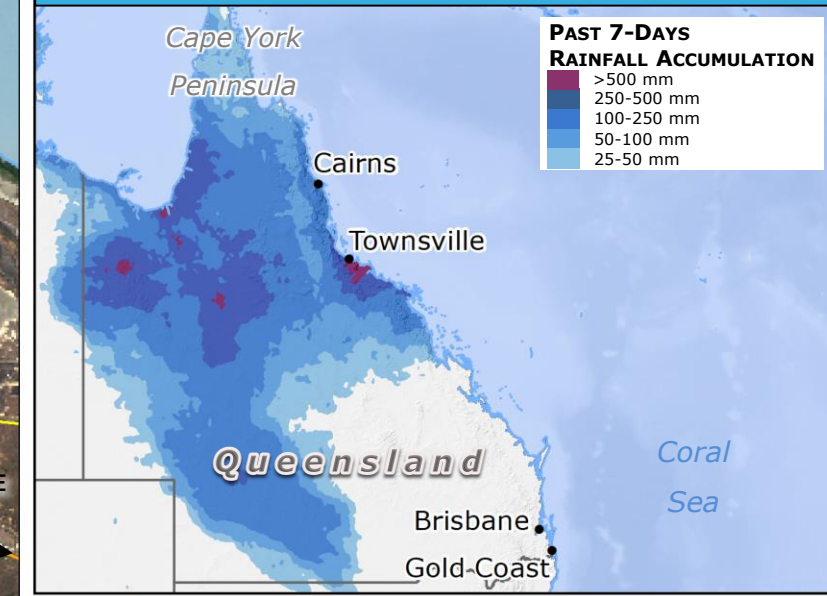 PAST 7-DAYS
RAINFALL ACCUMULATION
>500 mm
250-500 mm
100-250 mm
50-100 mm
25-50 mm
Cape York
Peninsula
Cairns
Townsville
Queensland
Coral
Sea
Brisbane
Gold Coast
E